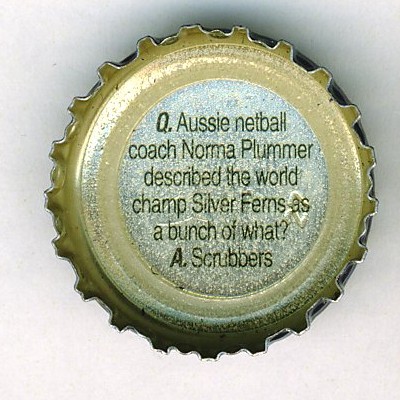 Q. Aussie netball
coach Norma Plummer
described the world
champ Silver Ferns as
a bunch of what?
A. Scrubbers